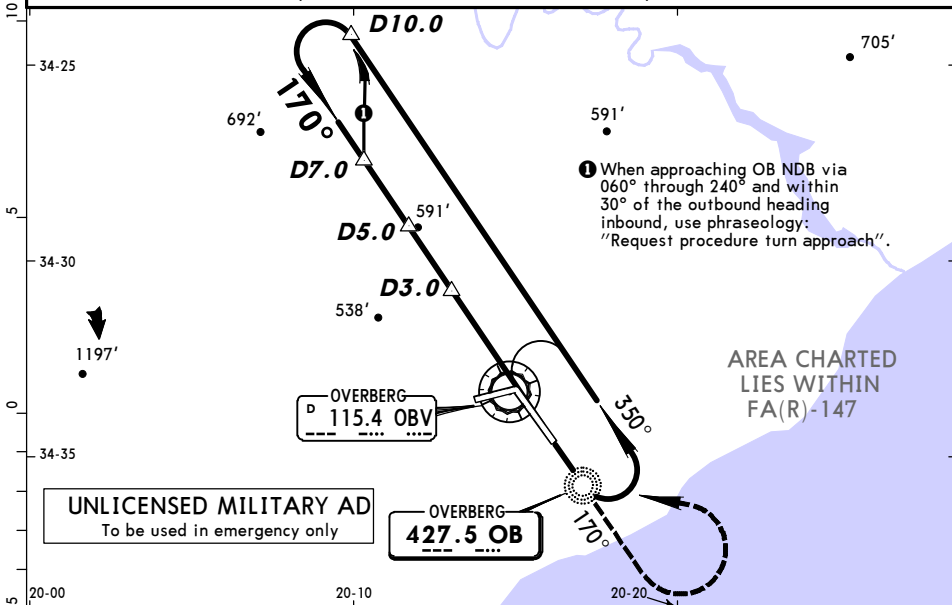 10
D10.0
705'
34-25
170°
692'
591'
1
D7.0
1 When approaching OB NDB via
060° through 240° and within
30° of the outbound heading
inbound, use phraseology:
"Request procedure turn approach".
5
591'
D5.0
34-30
D3.0
538'
1197'
AREA CHARTED
LIES WITHIN
FA(R)-147
OVERBERG
D 115.4 OBV
0
350°
34-35
UNLICENSED MILITARY AD
To be used in emergency only
OVERBERG
427.5 OB
170°
5
20-00
20-10
20-20